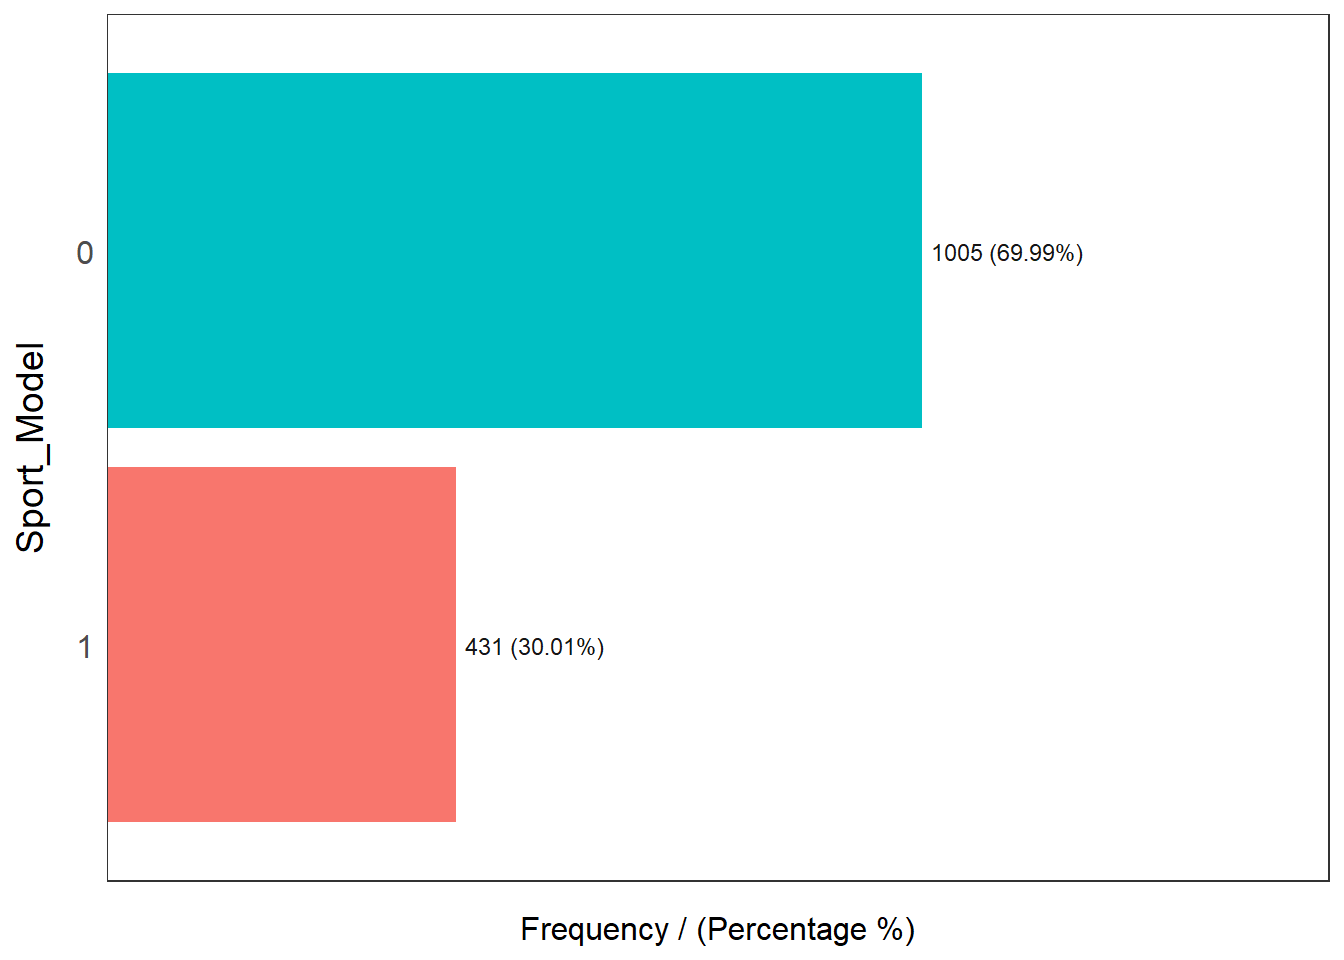 Sport_Model
0
1005 (69.99%)
1
431 (30.01%)
Frequency / (Percentage %)